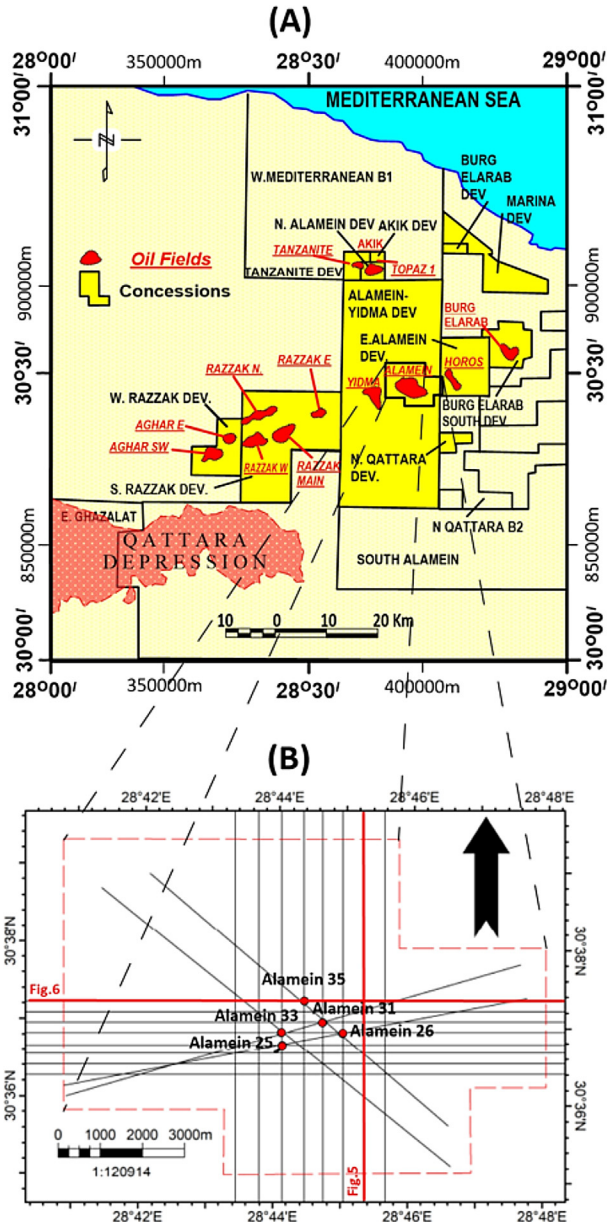 (A)
350000m
400000m
28°00'
28°30'
29°00'
31°00'
31°00'
MEDITERRANEAN SEA
N
W.MEDITERRANEAN B1
BURG
ELARAB
DEV
MARINA
DEV
N. ALAMEIN DEV
AKIK DEV
TANZANITE
AKIK
TANZANITE DEV
TOPAZ 1
Oil Fields
Concessions
900000m
900000m
ALAMEIN-
YIDMA DEV
BURG
ELARAB
E.ALAMEIN
DEV.
30°30'
30°30'
RAZZAK N.
RAZZAK E
YIDMA
ALAMEIN
HOROS
W. RAZZAK DEV.
BURG ELARAB
SOUTH DEV
AGHAR E
AGHAR SW
RAZZAK W
RAZZAK
MAIN
N. QATTARA
DEV.
S. RAZZAK DEV.
E. GHAZALAT
N QATTARA B2
QATTARA
DEPRESSION
SOUTH ALAMEIN
850000m
850000m
10 0 10 20 Km
30°00'
30°00'
28°00'
28°30'
29°00'
350000m
400000m
(B)
28°42'E
28°44'E
28°46'E
28°48'E
30°38'N
30°38'N
Alamein 35
Fig.6
Alamein 31
Alamein 33
Alamein 26
Alamein 25
30°36'N
30°36'N
0 1000 2000 3000m
1:120914
Fig.5
28°42'E
28°44'E
28°46'E
28°48'E